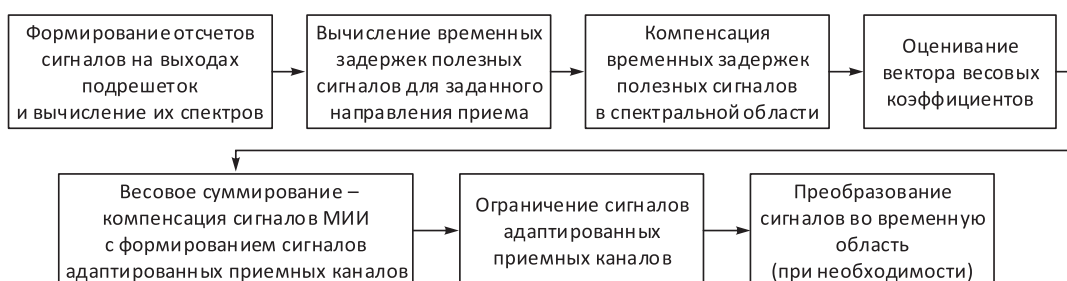 Формирование отсчетов
сигналов на выходах
подрешеток
и вычисление их спектров
Вычисление временных
задержек полезных
сигналов для заданного
направления приема
Компенсация
временных задержек
полезных сигналов
в спектральной области
Оценивание
вектора весовых
коэффициентов
Весовое суммирование –
компенсация сигналов МИИ
с формированием сигналов
адаптированных приемных каналов
Ограничение сигналов
адаптированных
приемных каналов
Преобразование
сигналов во временную
область
(при необходимости)